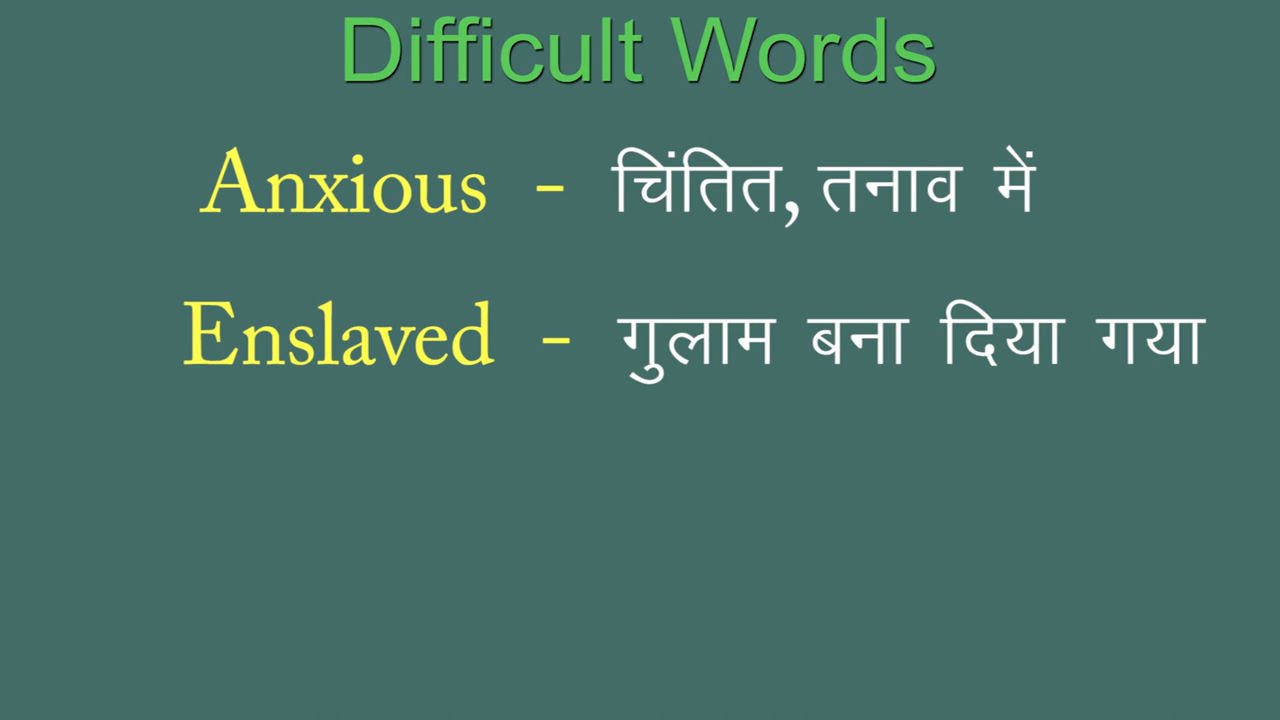 Difficult Words
Anxious - चिंतित, तनाव में
Enslaved - गुलाम बना दिया गया